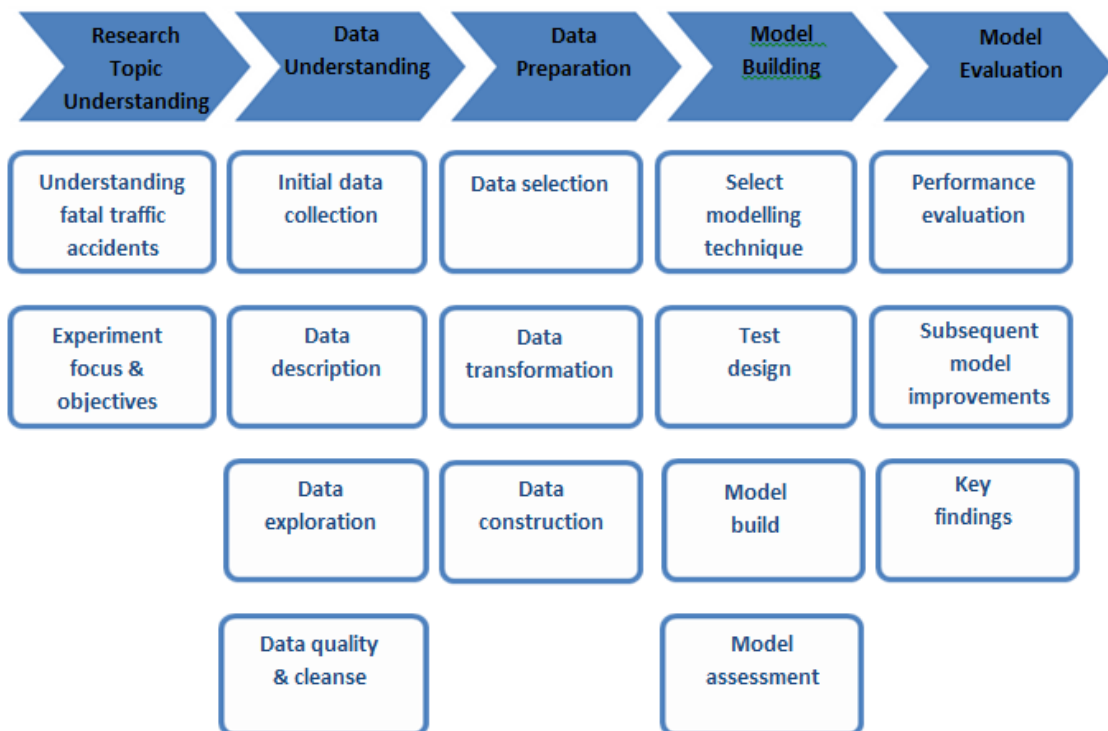 Research
Topic
Understanding
Data
Understanding
Data
Preparation
Model
Building
Model
Evaluation
Understanding
fatal traffic
accidents
Initial data
collection
Data selection
Select
modelling
technique
Performance
evaluation
Experiment
focus &
objectives
Data
description
Data
transformation
Test
design
Subsequent
model
improvements
Data
exploration
Data
construction
Model
build
Key
findings
Data quality
& cleanse
Model
assessment